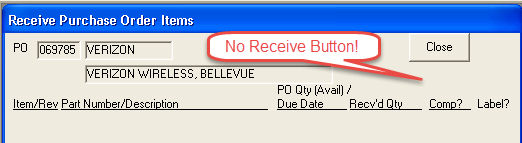 Receive Purchase Order Items
PO 069785 VERIZON No Receive Button! Close
VERIZON WIRELESS, BELLEVUE
PO Qty (Avail) /
Item/Rev Part Number/Description Due Date Recv'd Qty Comp? Label?